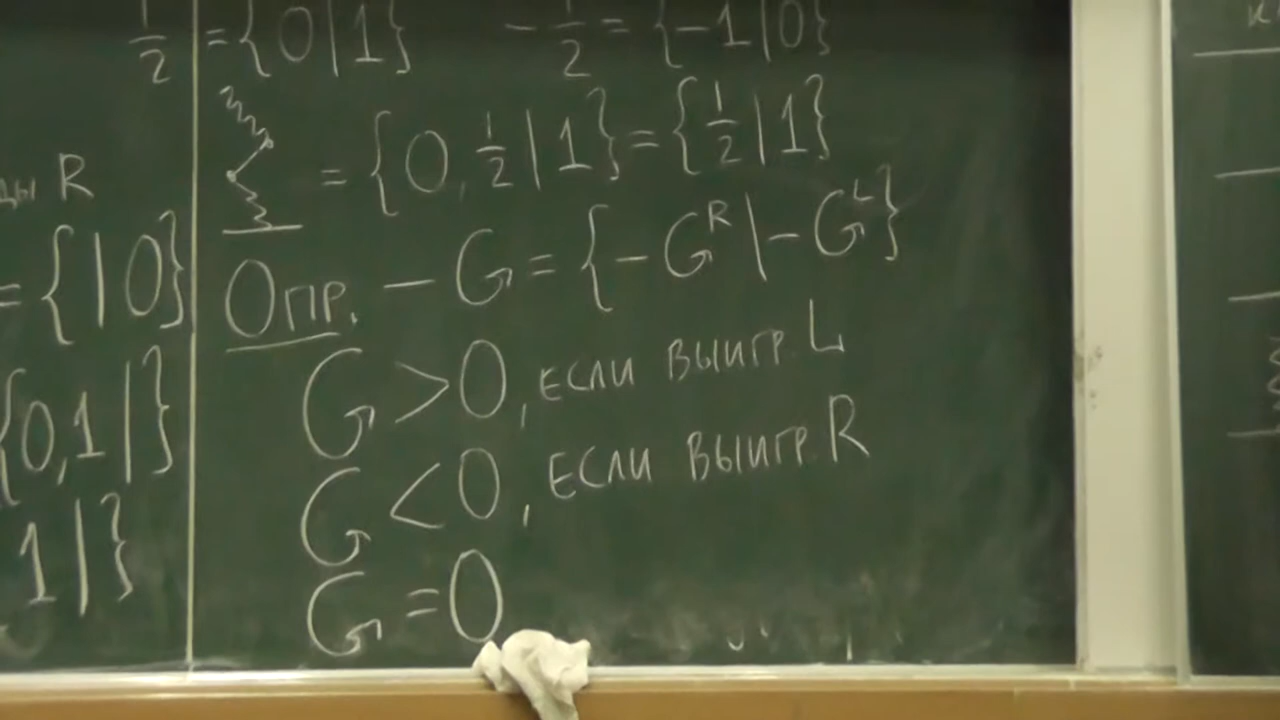 1/2 = {0|1} -1/2 = {-1|0}
= {0, 1/2 | 1} = {1/2 | 1}
Опр. -G = {-G^R | -G^L}
G > 0, если выигр. L
G < 0, если выигр. R
G = 0
R
= {|0}
{0,1|}
1|}